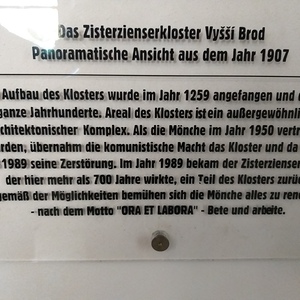 Das Zisterzienserkloster Vyšší Brod
Panoramatische Ansicht aus dem Jahr 1907
Aufbau des Klosters wurde im Jahr 1259 angefangen und
ganze Jahrhunderte. Areal des Klosters ist ein außergewöhnli
chitektonischer Komplex. Als die Mönche im Jahr 1950 vertr
rden, übernahm die komunistische Macht das Kloster und da
1989 seine Zerstörung. Im Jahr 1989 bekam der Zisterziensero
der hier mehr als 700 Jahre wirkte, ein Teil des Klosters zurüc
gemäß der Möglichkeiten bemühen sich die Mönche alles zu reno
- nach dem Motto "ORA ET LABORA" - Bete und arbeite.